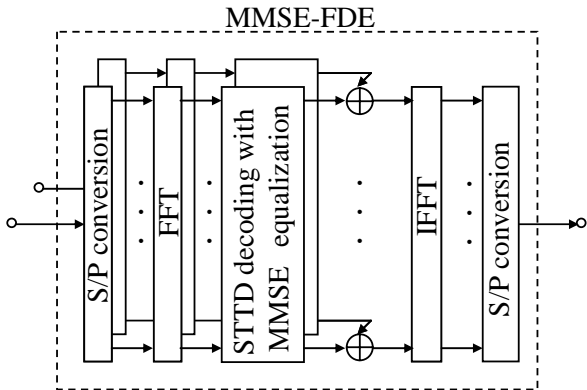 MMSE-FDE
S/P conversion
FFT
STTD decoding with
MMSE equalization
IFFT
S/P conversion